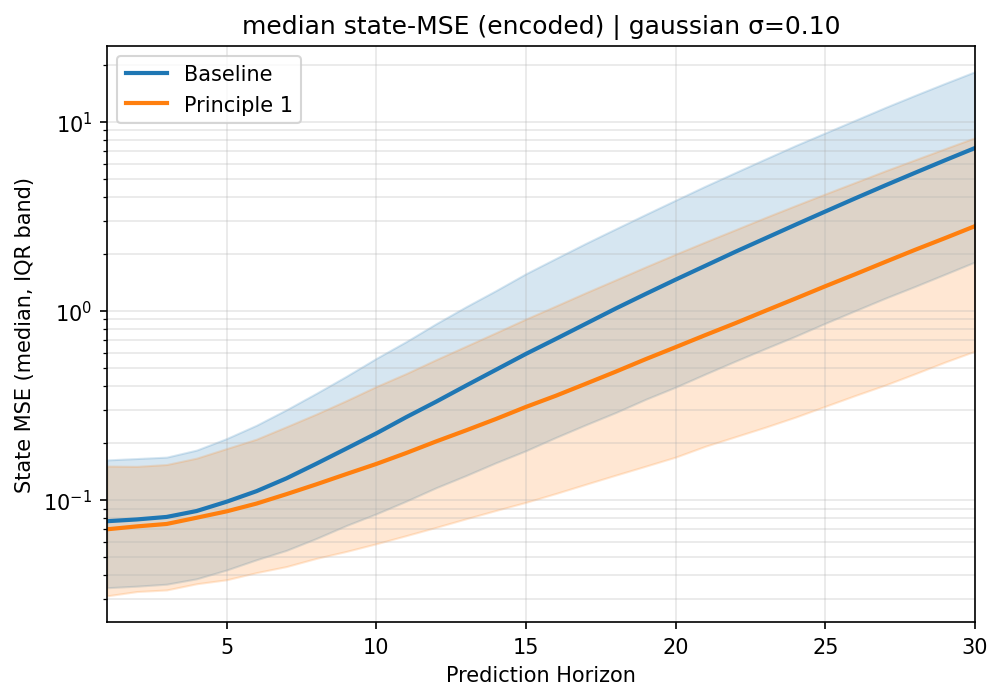 median state-MSE (encoded) | gaussian σ=0.10
Baseline
Principle 1
State MSE (median, IQR band)
10¹
10⁰
10⁻¹
5 10 15 20 25 30
Prediction Horizon